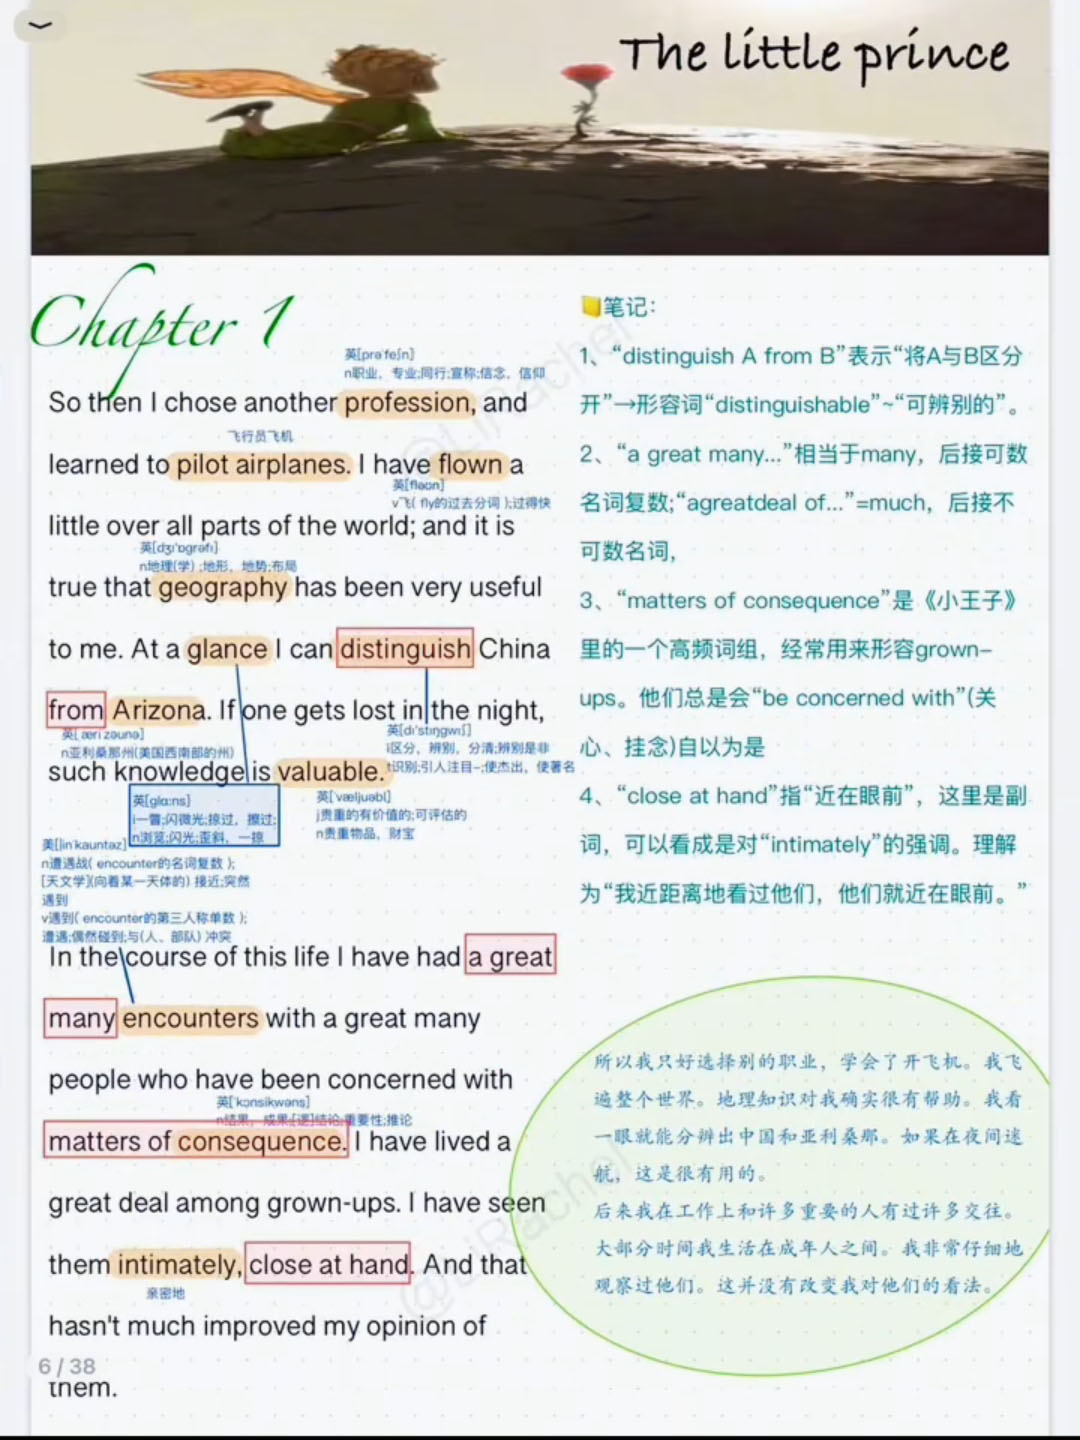 The little prince
Chapter 1
英[prəˈfeʃn]
n职业，专业;同行;宣称;信念，信仰
So then I chose another profession, and
飞行员飞机
learned to pilot airplanes. I have flown a
英[fləʊn]
v飞( fly的过去分词 );过得快
little over all parts of the world; and it is
英[dʒɪˈɒɡrəfɪ]
n地理(学) ;地形，地势;布局
true that geography has been very useful
to me. At a glance I can distinguish China
from Arizona. If one gets lost in the night,
n亚利桑那州(美国西南部的州)
英[dɪˈstɪŋɡwɪʃ]
i区分，辨别，分清;辨别是非
t识别;引人注目~;使杰出，使著名
such knowledge is valuable.
英[ɡlɑːns]
i一瞥;闪微光;掠过，擦过;
n浏览;闪光;歪斜，一掠
英[ˈvæljuəbl]
j贵重的有价值的;可评估的
n贵重物品，财宝
n遭遇战( encounter的名词复数 );
[天文学](向着某一天体的) 接近;突然
遇到
v遇到( encounter的第三人称单数 );
遭遇;偶然碰到;与(人、部队) 冲突
In the course of this life I have had a great
many encounters with a great many
people who have been concerned with
英[ˈkɒnsɪkwəns]
n结果，成果;[逻]结论;重要性;推论
matters of consequence. I have lived a
great deal among grown-ups. I have seen
them intimately, close at hand. And that
亲密地
hasn't much improved my opinion of
them.
6 / 38
笔记：
1、“distinguish A from B”表示“将A与B区分
开”→形容词“distinguishable”~“可辨别的”。
2、“a great many...”相当于many，后接可数
名词复数;“agreatdeal of...”=much，后接不
可数名词，
3、“matters of consequence”是《小王子》
里的一个高频词组，经常用来形容grown-
ups。他们总是会“be concerned with”(关
心、挂念)自以为是
4、“close at hand”指“近在眼前”，这里是副
词，可以看成是对“intimately”的强调。理解
为“我近距离地看过他们，他们就近在眼前。”
所以我只好选择别的职业，学会了开飞机。我飞
遍整个世界。地理知识对我确实很有帮助。我看
一眼就能分辨出中国和亚利桑那。如果在夜间迷
航，这是很有用的。
后来我在工作上和许多重要的人有过许多交往。
大部分时间我生活在成年人之间。我非常仔细地
观察过他们。这并没有改变我对他们的看法。